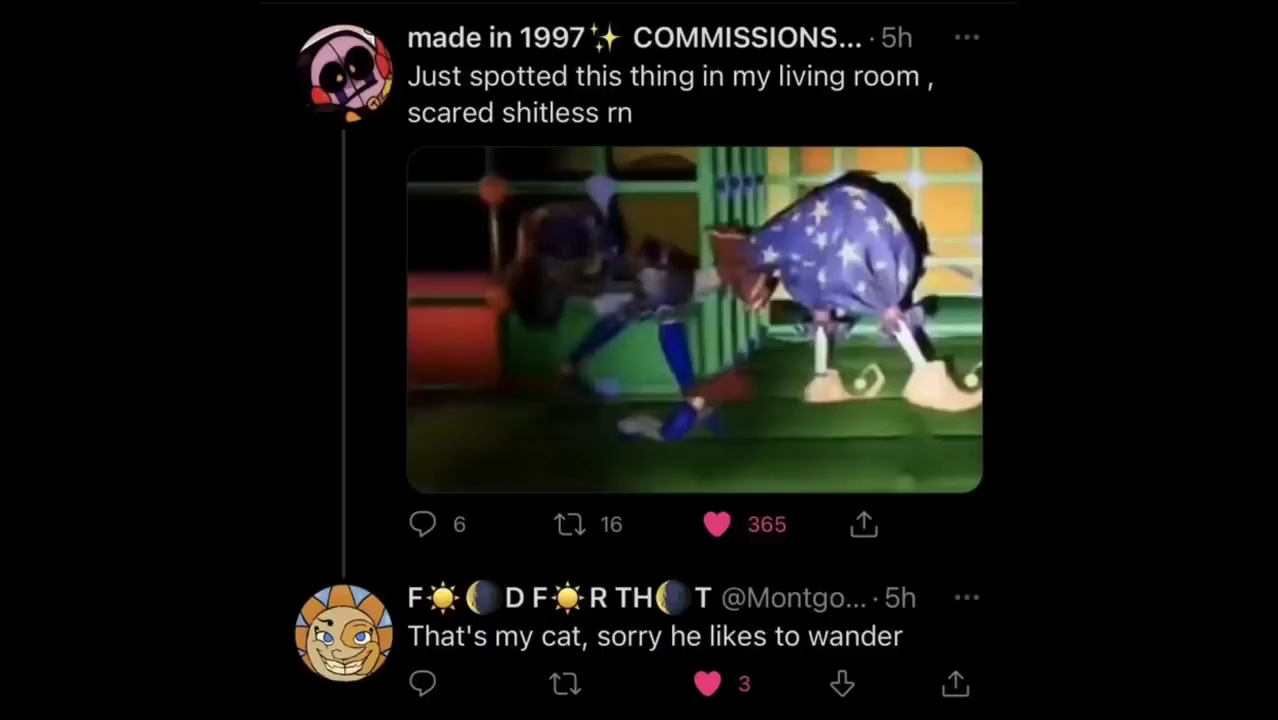 made in 1997✨ COMMISSIONS... · 5h
Just spotted this thing in my living room ,
scared shitless rn
6 16 365
F☀️🌒D F☀️R TH🌒T @Montgo... · 5h
That's my cat, sorry he likes to wander
3